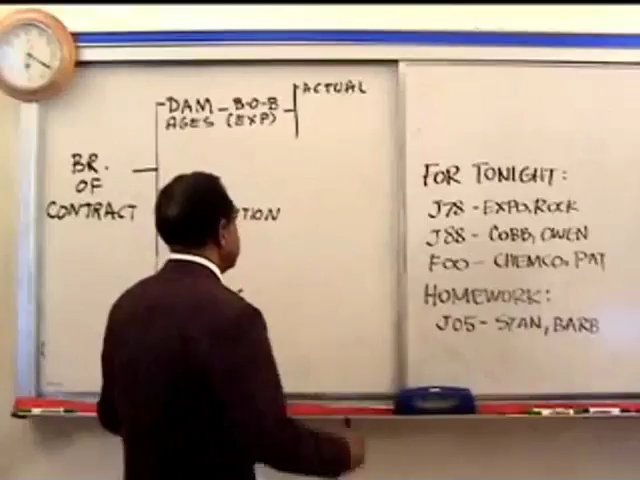 BR.
OF
CONTRACT
DAM- B-O-B
AGES (EXP)
ACTUAL
TION
FOR TONIGHT:
J78-EXPO, ROCK
J88- COBB, OWEN
F00- CHEMCO, PAT
HOMEWORK:
J05- STAN, BARB